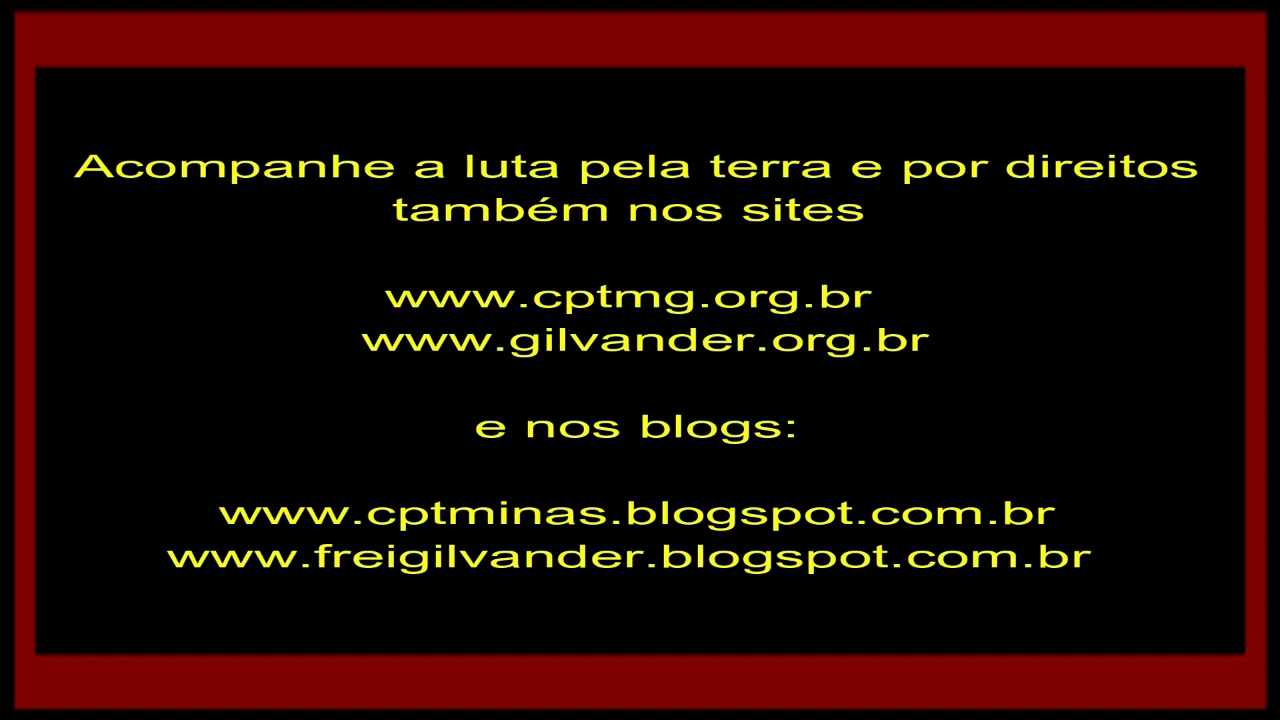 Acompanhe a luta pela terra e por direitos
também nos sites
www.cptmg.org.br
www.gilvander.org.br
e nos blogs:
www.cptminas.blogspot.com.br
www.freigilvander.blogspot.com.br